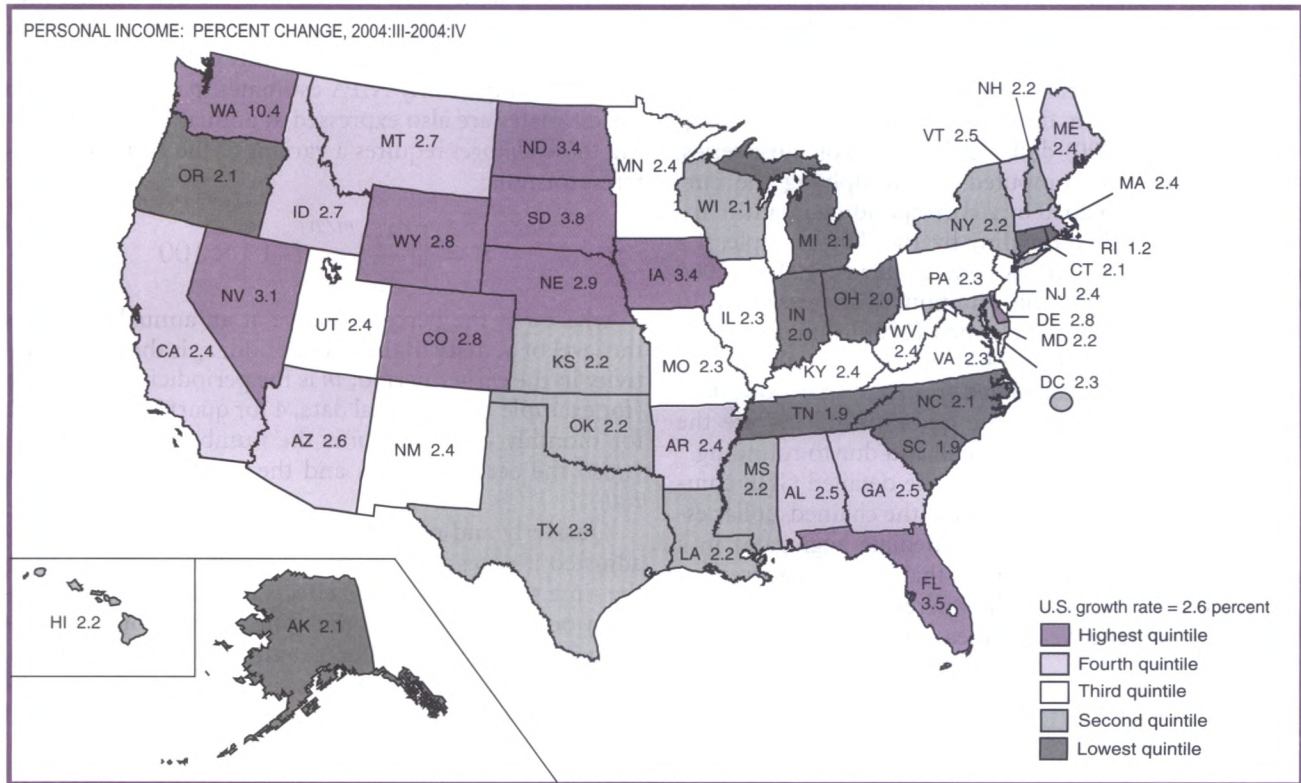 PERSONAL INCOME: PERCENT CHANGE, 2004:III-2004:IV
WA 10.4
OR 2.1
MT 2.7
ID 2.7
WY 2.8
NV 3.1
CA 2.4
UT 2.4
CO 2.8
AZ 2.6
NM 2.4
ND 3.4
SD 3.8
NE 2.9
KS 2.2
OK 2.2
TX 2.3
MN 2.4
IA 3.4
MO 2.3
AR 2.4
LA 2.2
WI 2.1
IL 2.3
MI 2.1
IN
2.0
OH 2.0
KY 2.4
TN 1.9
MS
2.2
AL 2.5
GA 2.5
FL
3.5
SC 1.9
NC 2.1
VA 2.3
WV
2.4
PA 2.3
NY 2.2
VT 2.5
NH 2.2
ME
2.4
MA 2.4
RI 1.2
CT 2.1
NJ 2.4
DE 2.8
MD 2.2
DC 2.3
HI 2.2
AK 2.1
U.S. growth rate = 2.6 percent
Highest quintile
Fourth quintile
Third quintile
Second quintile
Lowest quintile